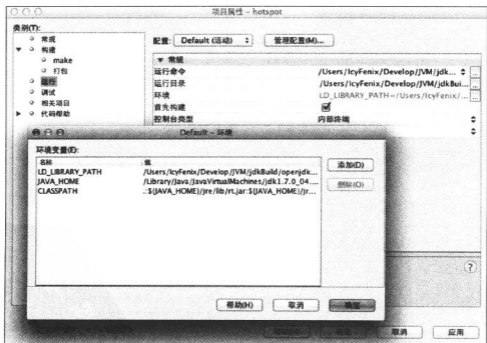 项目属性 - hotspot
类别(T):
常规
构建
make
打包
运行
调试
相关项目
代码帮助
配置: Default (活动) 管理配置(M)...
常规
运行命令 /Users/IcyFenix/Develop/JVM/jdk...
运行目录 /Users/IcyFenix/Develop/JVM/jdkBui...
环境 LD_LIBRARY_PATH=/Users/IcyFenix/...
首先构建
控制台类型 内部终端
Default - 环境
环境变量(E):
名称 值
LD_LIBRARY_PATH /Users/IcyFenix/Develop/JVM/jdkBuild/openjdk...
JAVA_HOME /Library/Java/JavaVirtualMachines/jdk1.7.0_04....
CLASSPATH .:${JAVA_HOME}/jre/lib/rt.jar:${JAVA_HOME}/jr...
添加(D)
删除(O)
?
帮助(H) 取消 确定
取消 应用